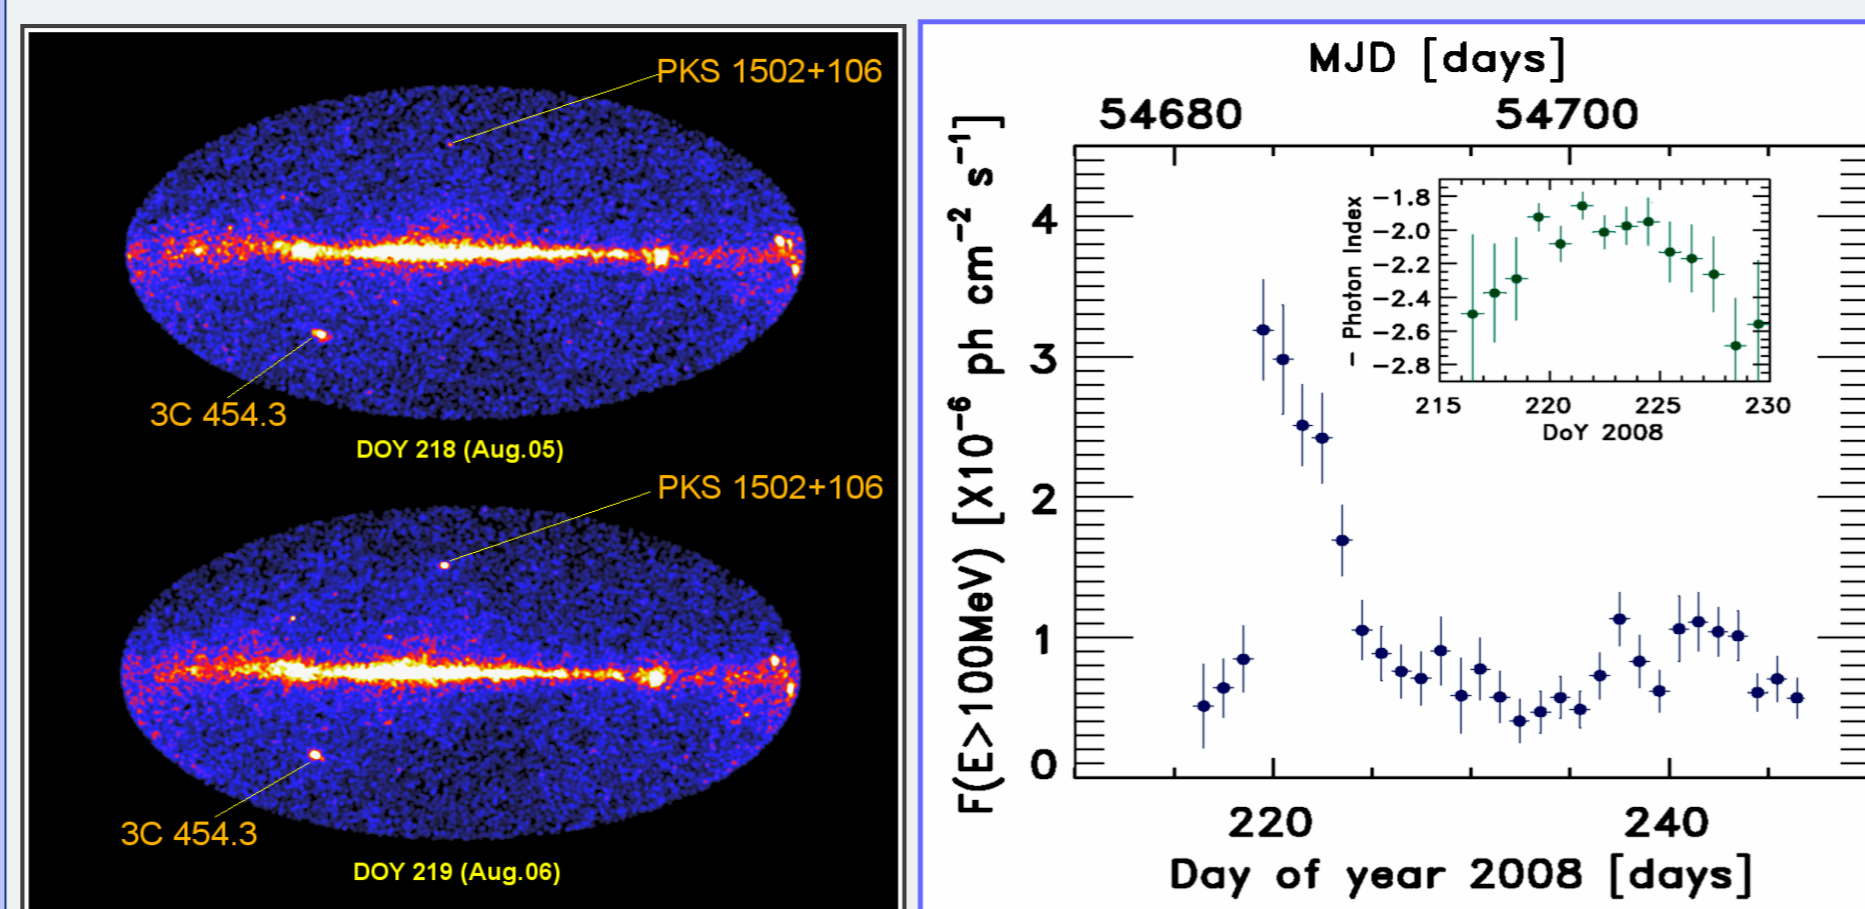 PKS 1502+106
3C 454.3
DOY 218 (Aug.05)
PKS 1502+106
3C 454.3
DOY 219 (Aug.06)
MJD [days]
54680 54700
F(E>100MeV) [X10⁻⁶ ph cm⁻² s⁻¹]
4
3
2
1
0
220 240
Day of year 2008 [days]
− Photon Index
−1.8
−2.0
−2.2
−2.4
−2.6
−2.8
215 220 225 230
DoY 2008